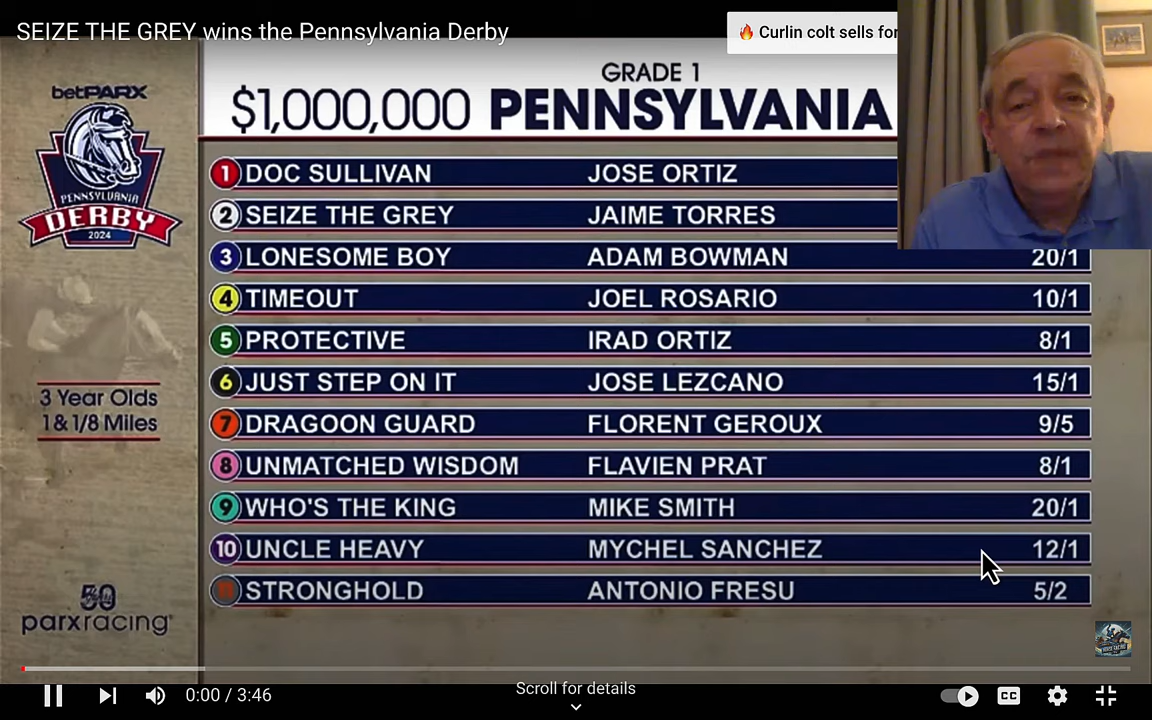 SEIZE THE GREY wins the Pennsylvania Derby
🔥 Curlin colt sells for
betPARX
PENNSYLVANIA
DERBY
2024
GRADE 1
$1,000,000 PENNSYLVANIA
1 DOC SULLIVAN JOSE ORTIZ
2 SEIZE THE GREY JAIME TORRES
3 LONESOME BOY ADAM BOWMAN 20/1
4 TIMEOUT JOEL ROSARIO 10/1
5 PROTECTIVE IRAD ORTIZ 8/1
6 JUST STEP ON IT JOSE LEZCANO 15/1
7 DRAGOON GUARD FLORENT GEROUX 9/5
8 UNMATCHED WISDOM FLAVIEN PRAT 8/1
9 WHO'S THE KING MIKE SMITH 20/1
10 UNCLE HEAVY MYCHEL SANCHEZ 12/1
STRONGHOLD ANTONIO FRESU 5/2
3 Year Olds
1 & 1/8 Miles
50
parxracing
0:00 / 3:46
Scroll for details
CC